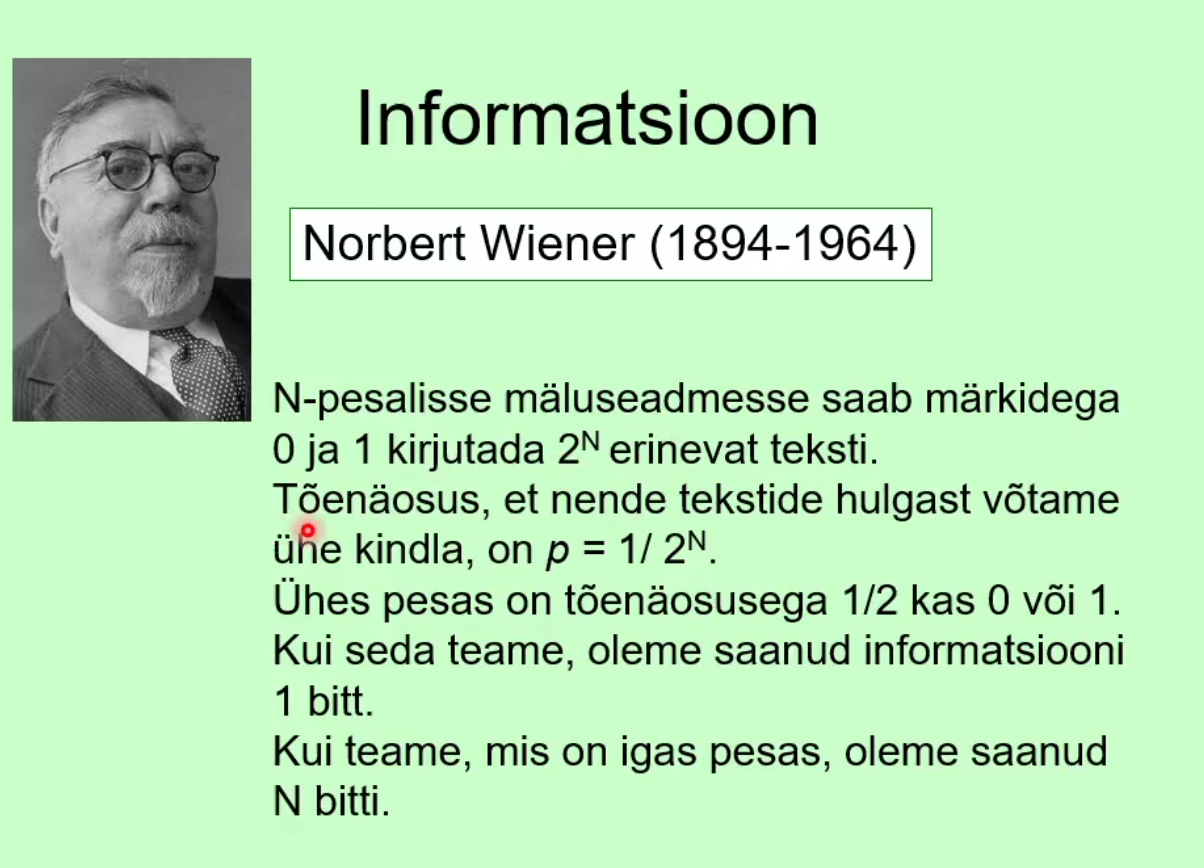 Informatsioon
Norbert Wiener (1894-1964)
N-pesalisse mäluseadmesse saab märkidega
0 ja 1 kirjutada 2ᴺ erinevat teksti.
Tõenäosus, et nende tekstide hulgast võtame
ühe kindla, on p = 1/ 2ᴺ.
Ühes pesas on tõenäosusega 1/2 kas 0 või 1.
Kui seda teame, oleme saanud informatsiooni
1 bitt.
Kui teame, mis on igas pesas, oleme saanud
N bitti.